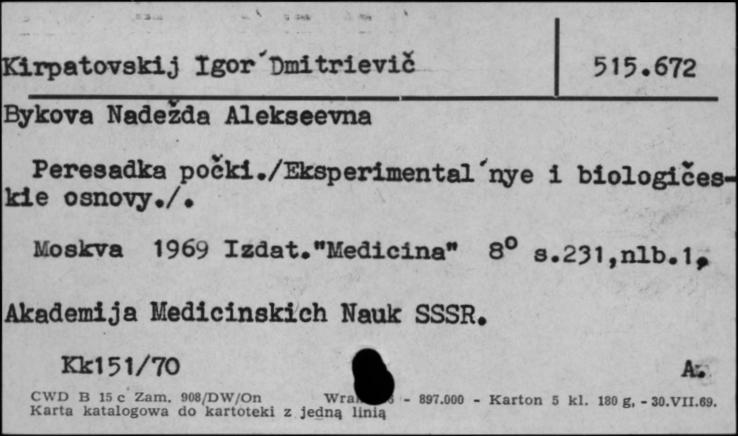 Kirpatovskij Igor´Dmitrievič 515.672
Bykova Nadežda Alekseevna
Peresadka počki./Eksperimental´nye i biologičes-
kie osnovy./.
Moskva 1969 Izdat."Medicina" 8° s.231,nlb.1,
Akademija Medicinskich Nauk SSSR.
Kk151/70 A.
CWD B 15 c Zam. 908/DW/On - 897.000 - Karton 5 kl. 180 g, - 30.VII.69.
Karta katalogowa do kartoteki z jedną linią